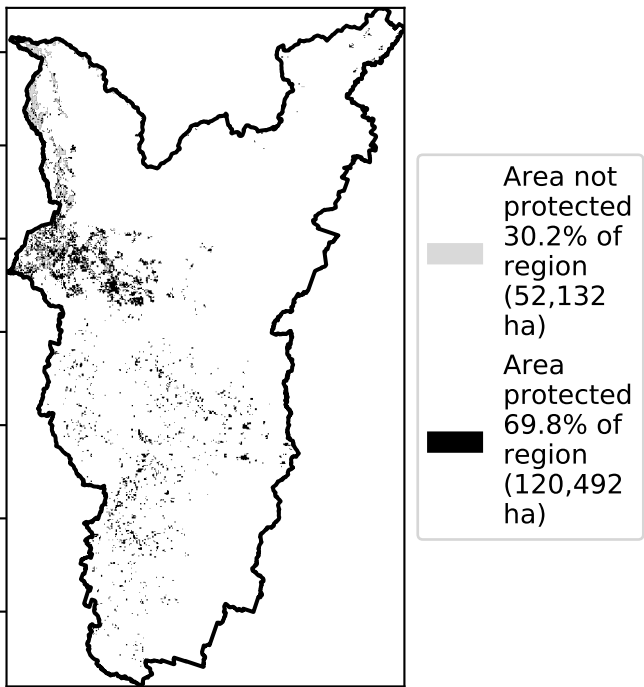 Area not
protected
30.2% of
region
(52,132
ha)
Area
protected
69.8% of
region
(120,492
ha)